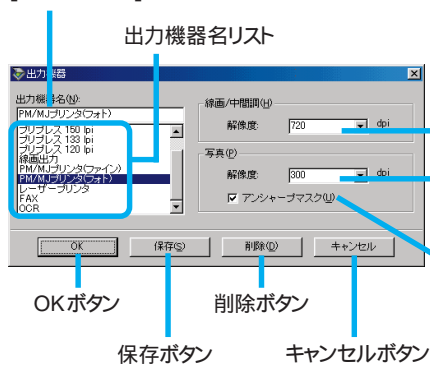 出力機器名リスト
出力機器
出力機器名(N):
PM/MJプリンタ(フォト)
プリプレス 150 lpi
プリプレス 133 lpi
プリプレス 120 lpi
線画出力
PM/MJプリンタ(ファイン)
PM/MJプリンタ(フォト)
レーザープリンタ
FAX
OCR
線画/中間調(H)
解像度: 720 dpi
写真(P)
解像度: 300 dpi
アンシャープマスク(U)
OK 保存(S) 削除(D) キャンセル
OKボタン 削除ボタン
保存ボタン キャンセルボタン